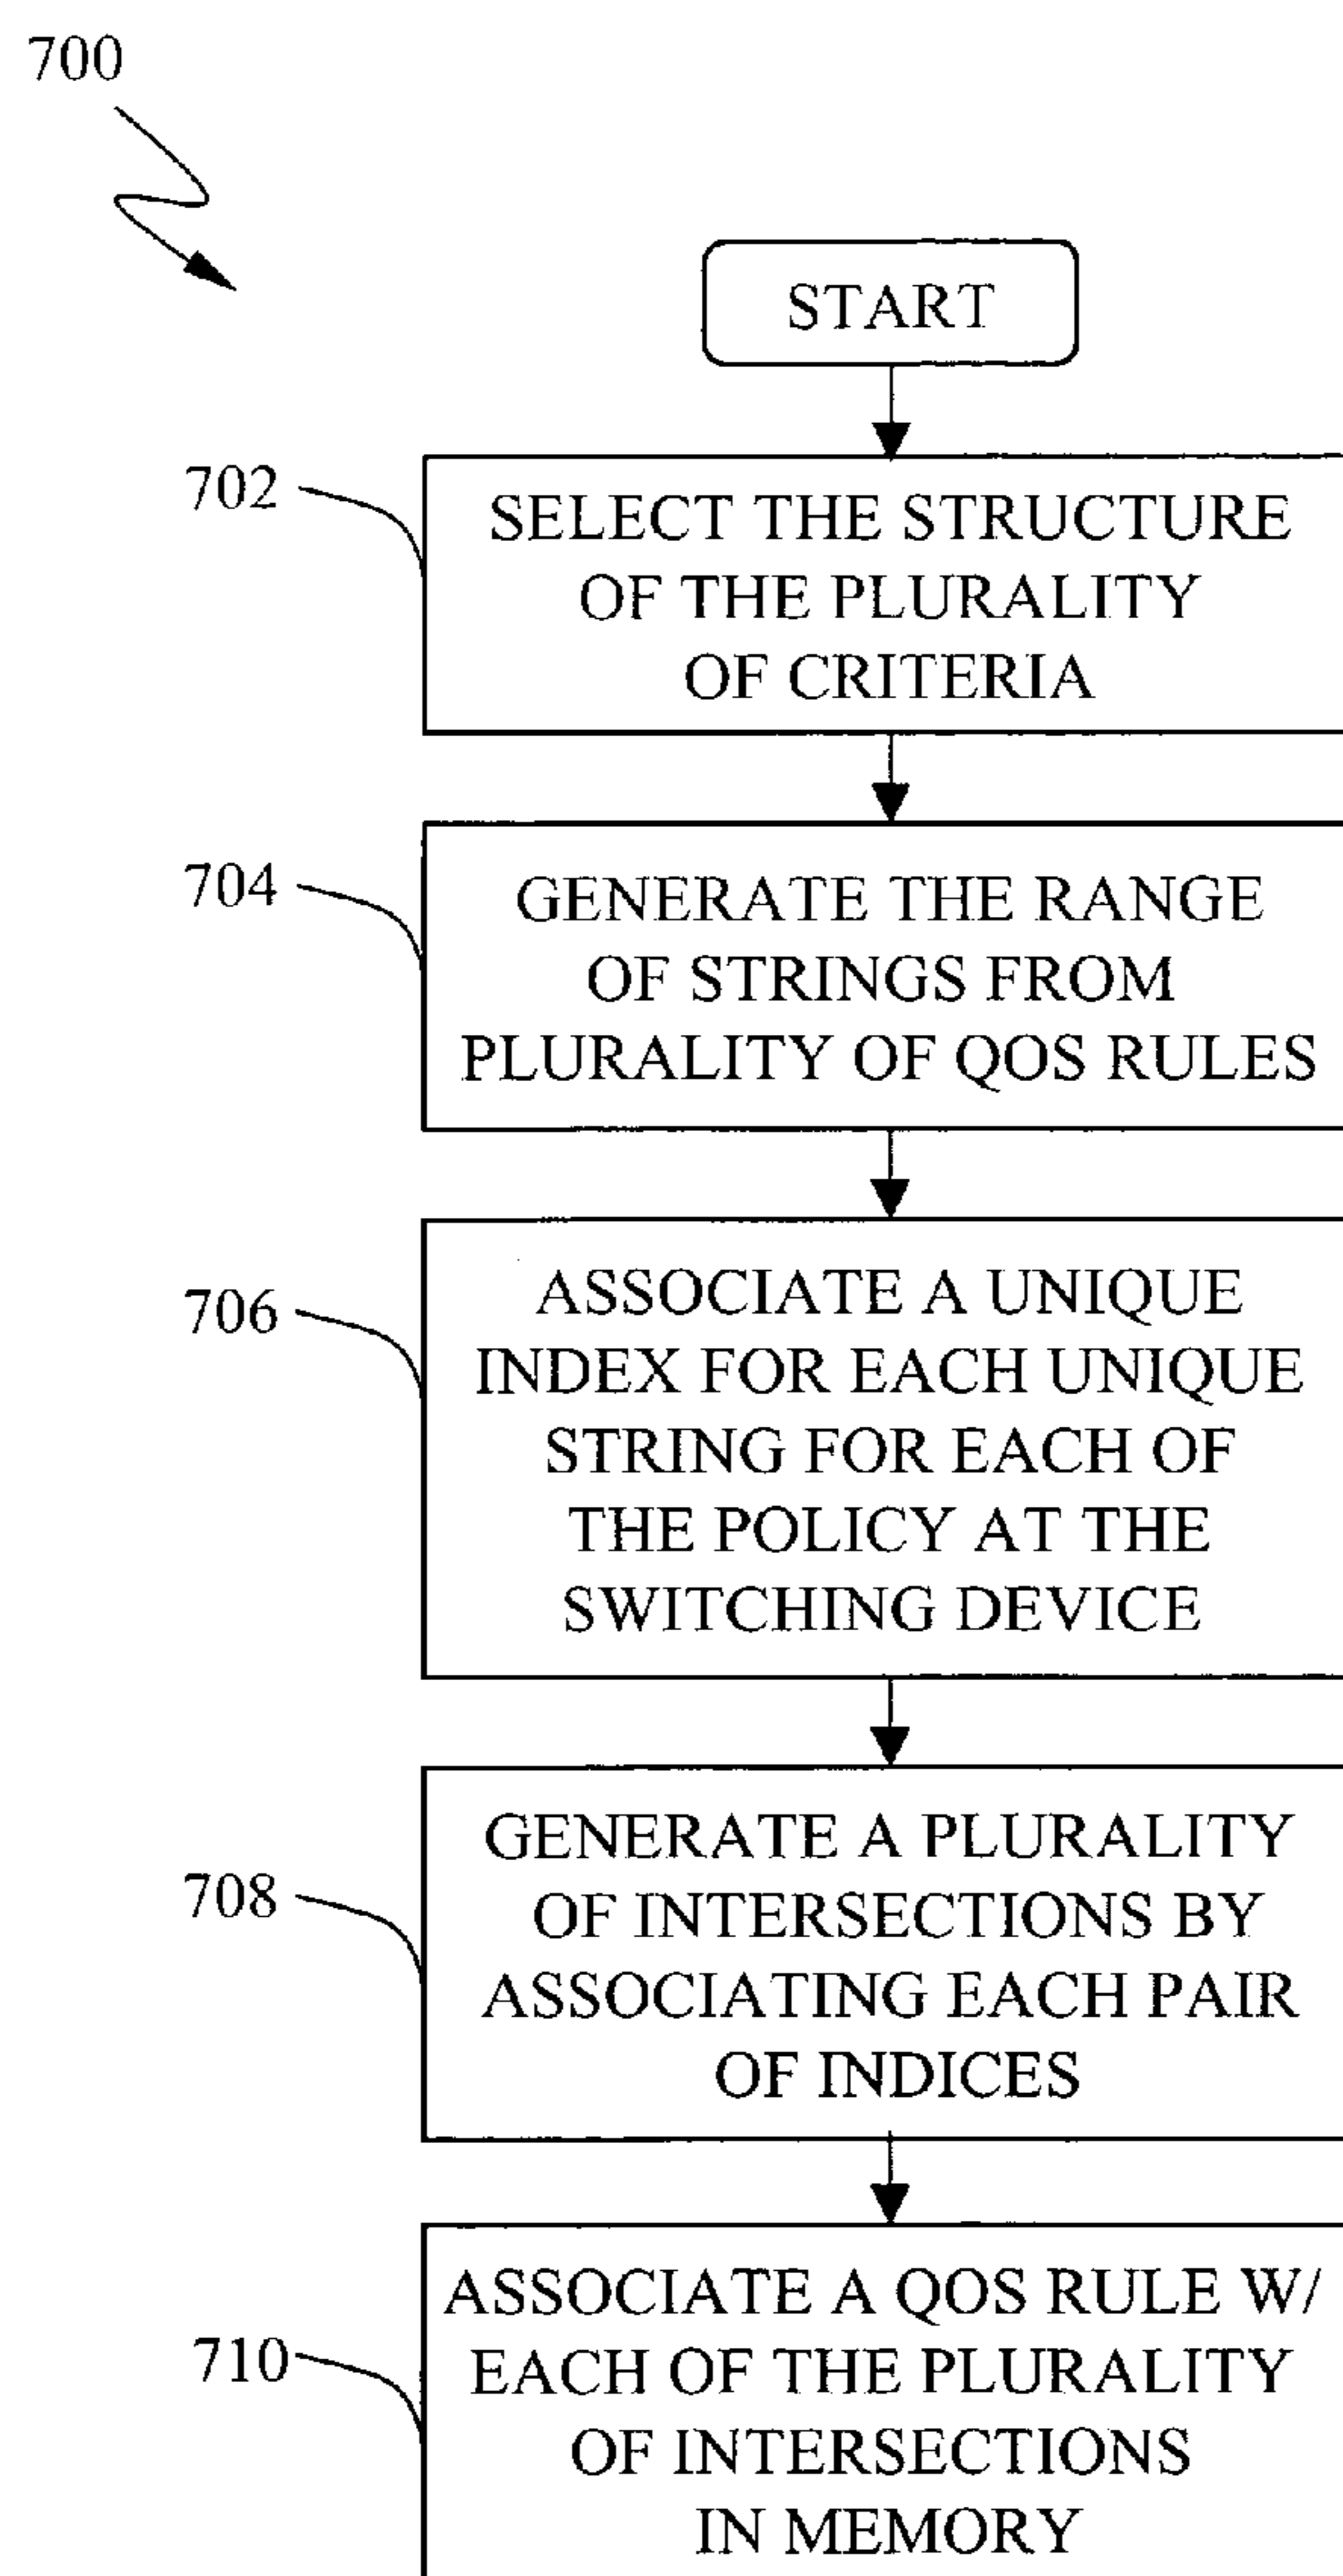 700
START
702
SELECT THE STRUCTURE
OF THE PLURALITY
OF CRITERIA
704
GENERATE THE RANGE
OF STRINGS FROM
PLURALITY OF QOS RULES
706
ASSOCIATE A UNIQUE
INDEX FOR EACH UNIQUE
STRING FOR EACH OF
THE POLICY AT THE
SWITCHING DEVICE
708
GENERATE A PLURALITY
OF INTERSECTIONS BY
ASSOCIATING EACH PAIR
OF INDICES
710
ASSOCIATE A QOS RULE W/
EACH OF THE PLURALITY
OF INTERSECTIONS
IN MEMORY